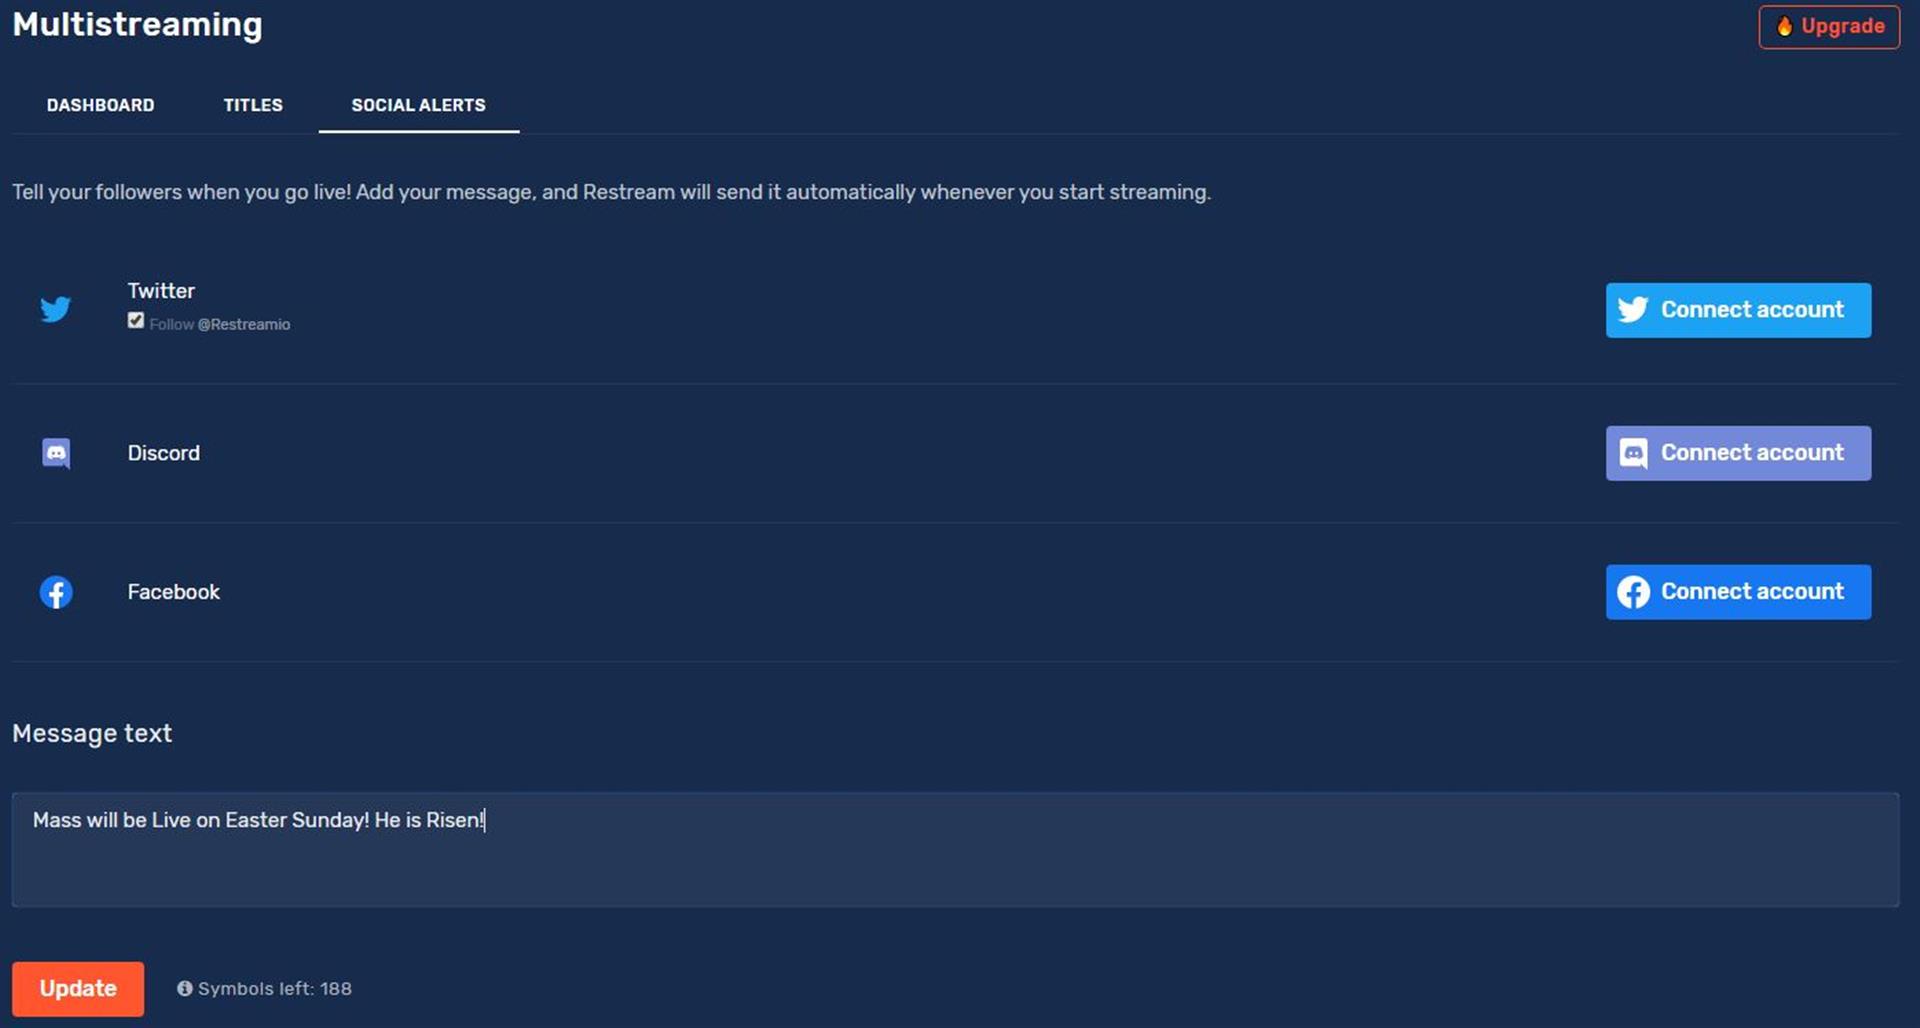 Multistreaming
Upgrade
DASHBOARD
TITLES
SOCIAL ALERTS
Tell your followers when you go live! Add your message, and Restream will send it automatically whenever you start streaming.
Twitter
Follow @Restreamio
Connect account
Discord
Connect account
Facebook
Connect account
Message text
Mass will be Live on Easter Sunday! He is Risen!
Update
Symbols left: 188